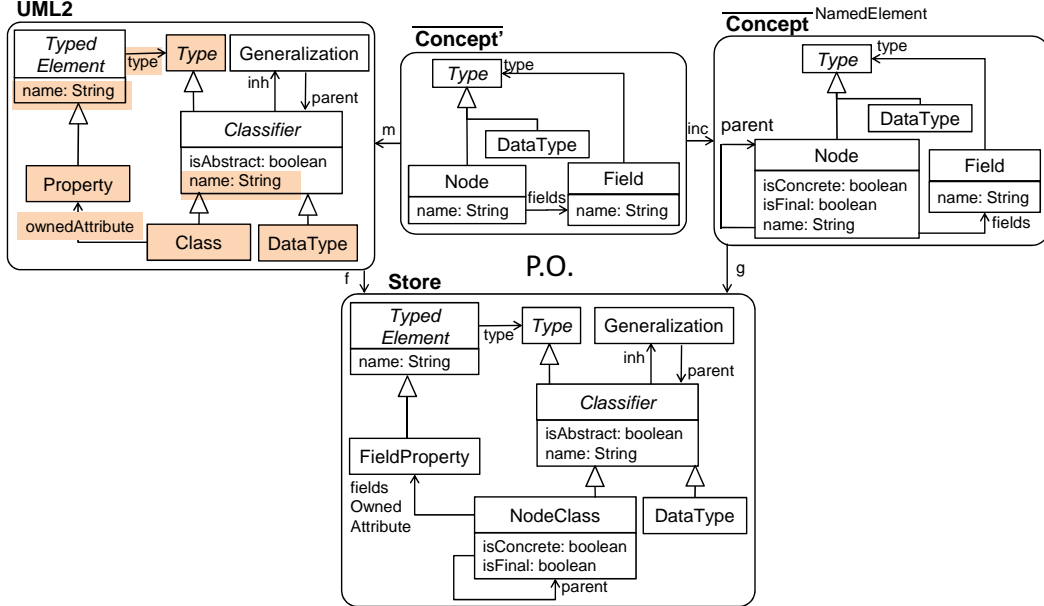 UML2
Typed
Element
name: String
type
Type
Generalization
inh
parent
Classifier
isAbstract: boolean
name: String
Property
ownedAttribute
Class
DataType
m
Concept’
Type
type
DataType
Node
name: String
fields
Field
name: String
inc
Concept NamedElement
Type
type
DataType
parent
Node
isConcrete: boolean
isFinal: boolean
name: String
Field
name: String
fields
f
P.O.
g
Store
Typed
Element
name: String
type
Type
Generalization
inh
parent
Classifier
isAbstract: boolean
name: String
FieldProperty
fields
Owned
Attribute
NodeClass
isConcrete: boolean
isFinal: boolean
parent
DataType